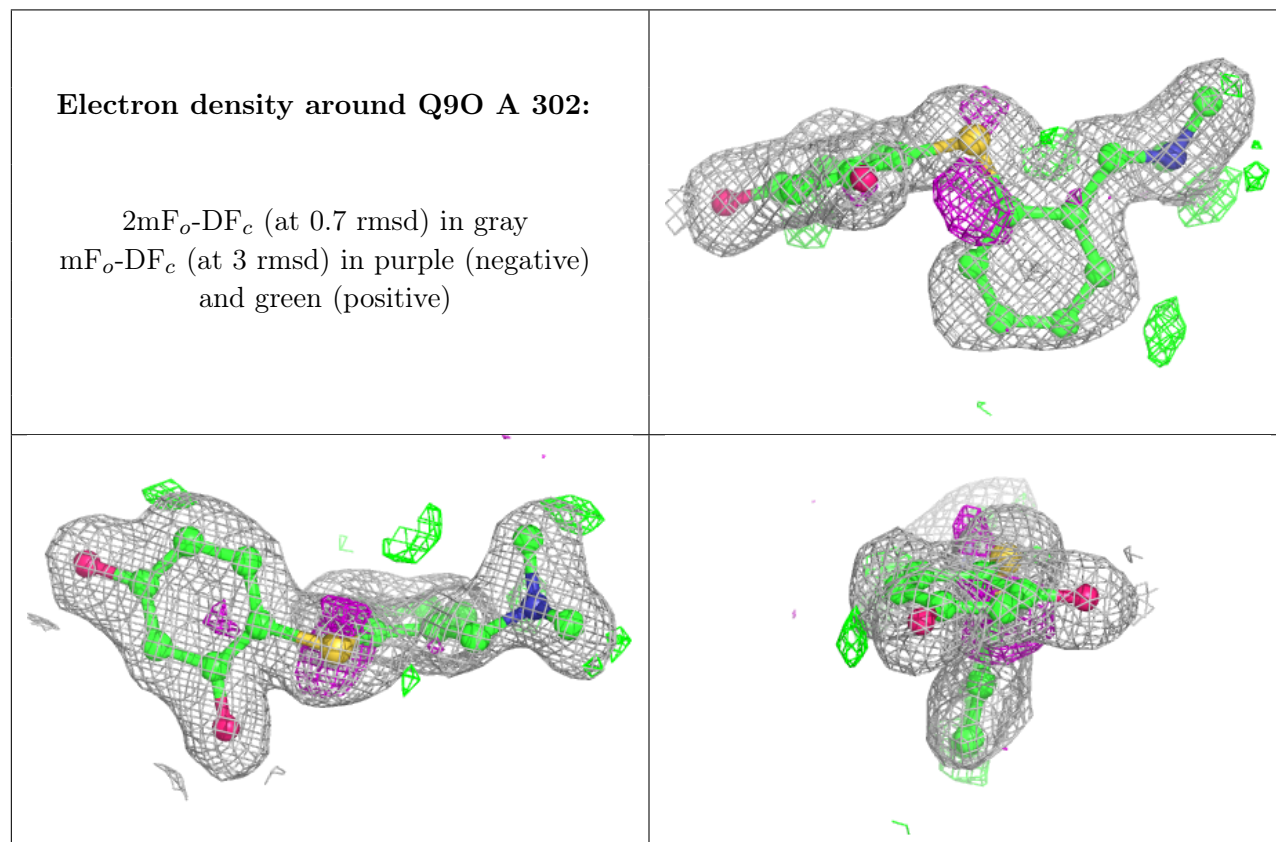 Electron density around Q9O A 302:
2mFo-DFc (at 0.7 rmsd) in gray
mFo-DFc (at 3 rmsd) in purple (negative)
and green (positive)